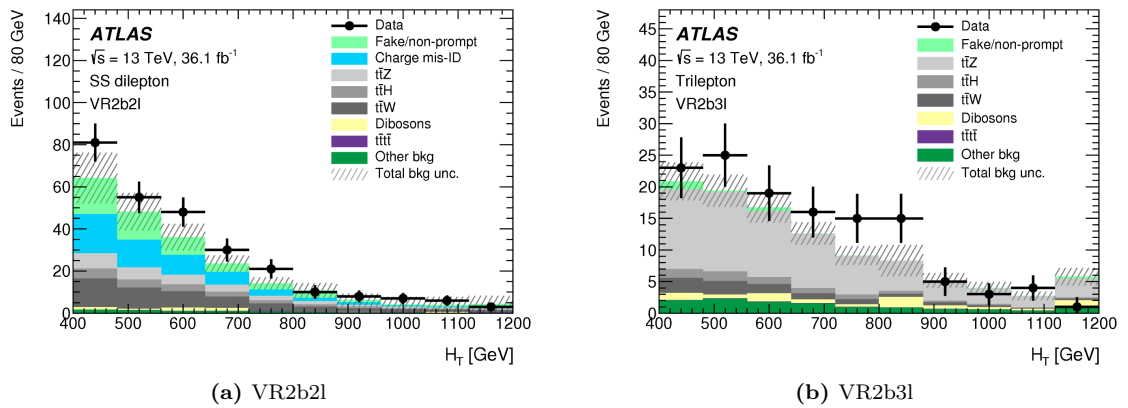 Events / 80 GeV
140
120
100
80
60
40
20
0
400 500 600 700 800 900 1000 1100 1200
H_T [GeV]
ATLAS
√s = 13 TeV, 36.1 fb⁻¹
SS dilepton
VR2b2l
Data
Fake/non-prompt
Charge mis-ID
tt̄Z
tt̄H
tt̄W
Dibosons
tt̄tt̄
Other bkg
Total bkg unc.
(a) VR2b2l
Events / 80 GeV
45
40
35
30
25
20
15
10
5
0
400 500 600 700 800 900 1000 1100 1200
H_T [GeV]
ATLAS
√s = 13 TeV, 36.1 fb⁻¹
Trilepton
VR2b3l
Data
Fake/non-prompt
tt̄Z
tt̄H
tt̄W
Dibosons
tt̄tt̄
Other bkg
Total bkg unc.
(b) VR2b3l